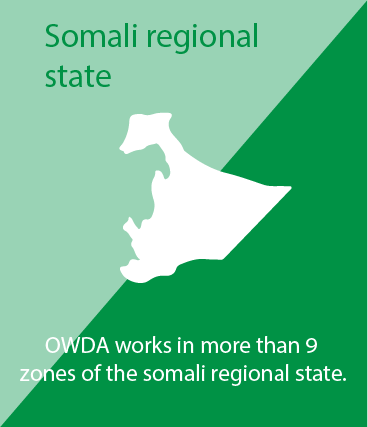 Somali regional
state
OWDA works in more than 9
zones of the somali regional state.